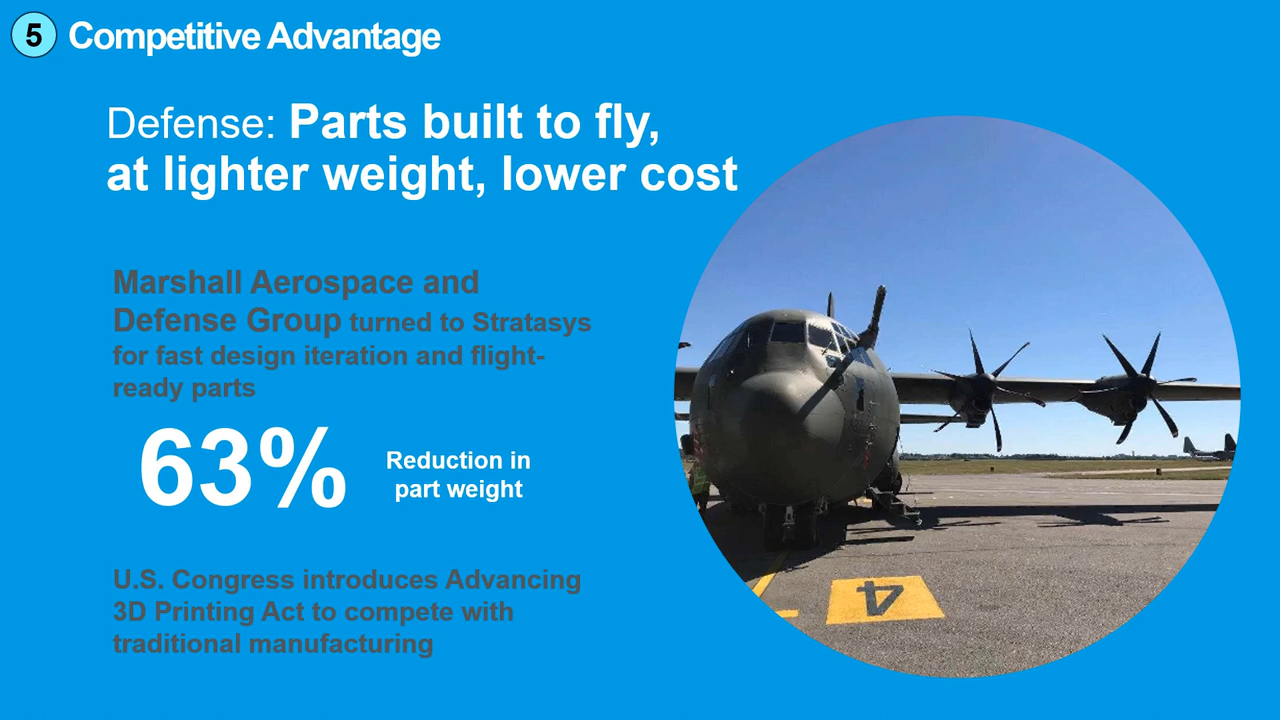 5 Competitive Advantage
Defense: Parts built to fly,
at lighter weight, lower cost
Marshall Aerospace and
Defense Group turned to Stratasys
for fast design iteration and flight-
ready parts
63%
Reduction in
part weight
U.S. Congress introduces Advancing
3D Printing Act to compete with
traditional manufacturing
4